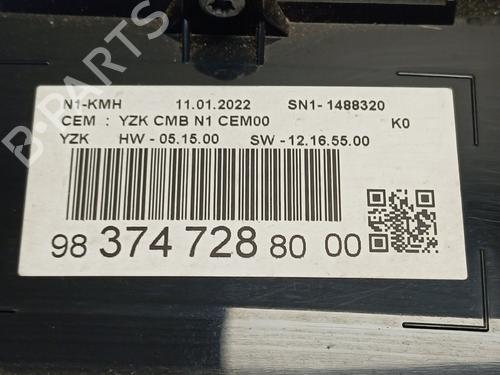 N1-KMH 11.01.2022 SN1- 1488320
CEM : YZK CMB N1 CEM00 K0
YZK HW - 05.15.00 SW - 12.16.55.00
98 374 728 80 00
B-PARTS